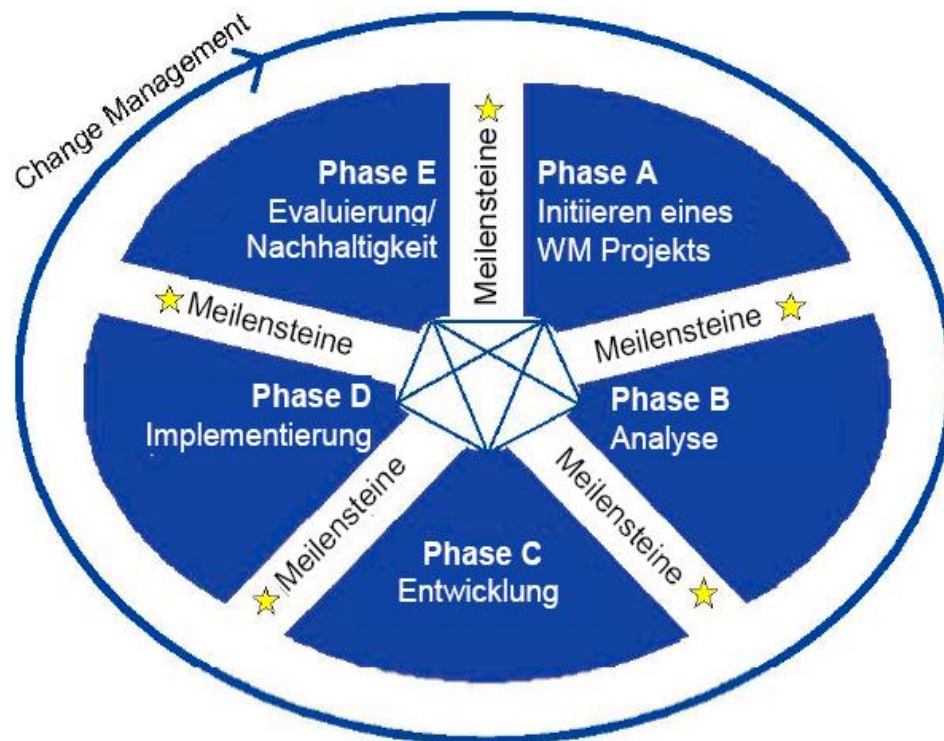 Change Management
Phase A
Initiieren eines
WM Projekts
Meilensteine
Phase B
Analyse
Meilensteine
Phase C
Entwicklung
Meilensteine
Phase D
Implementierung
Meilensteine
Phase E
Evaluierung/
Nachhaltigkeit
Meilensteine